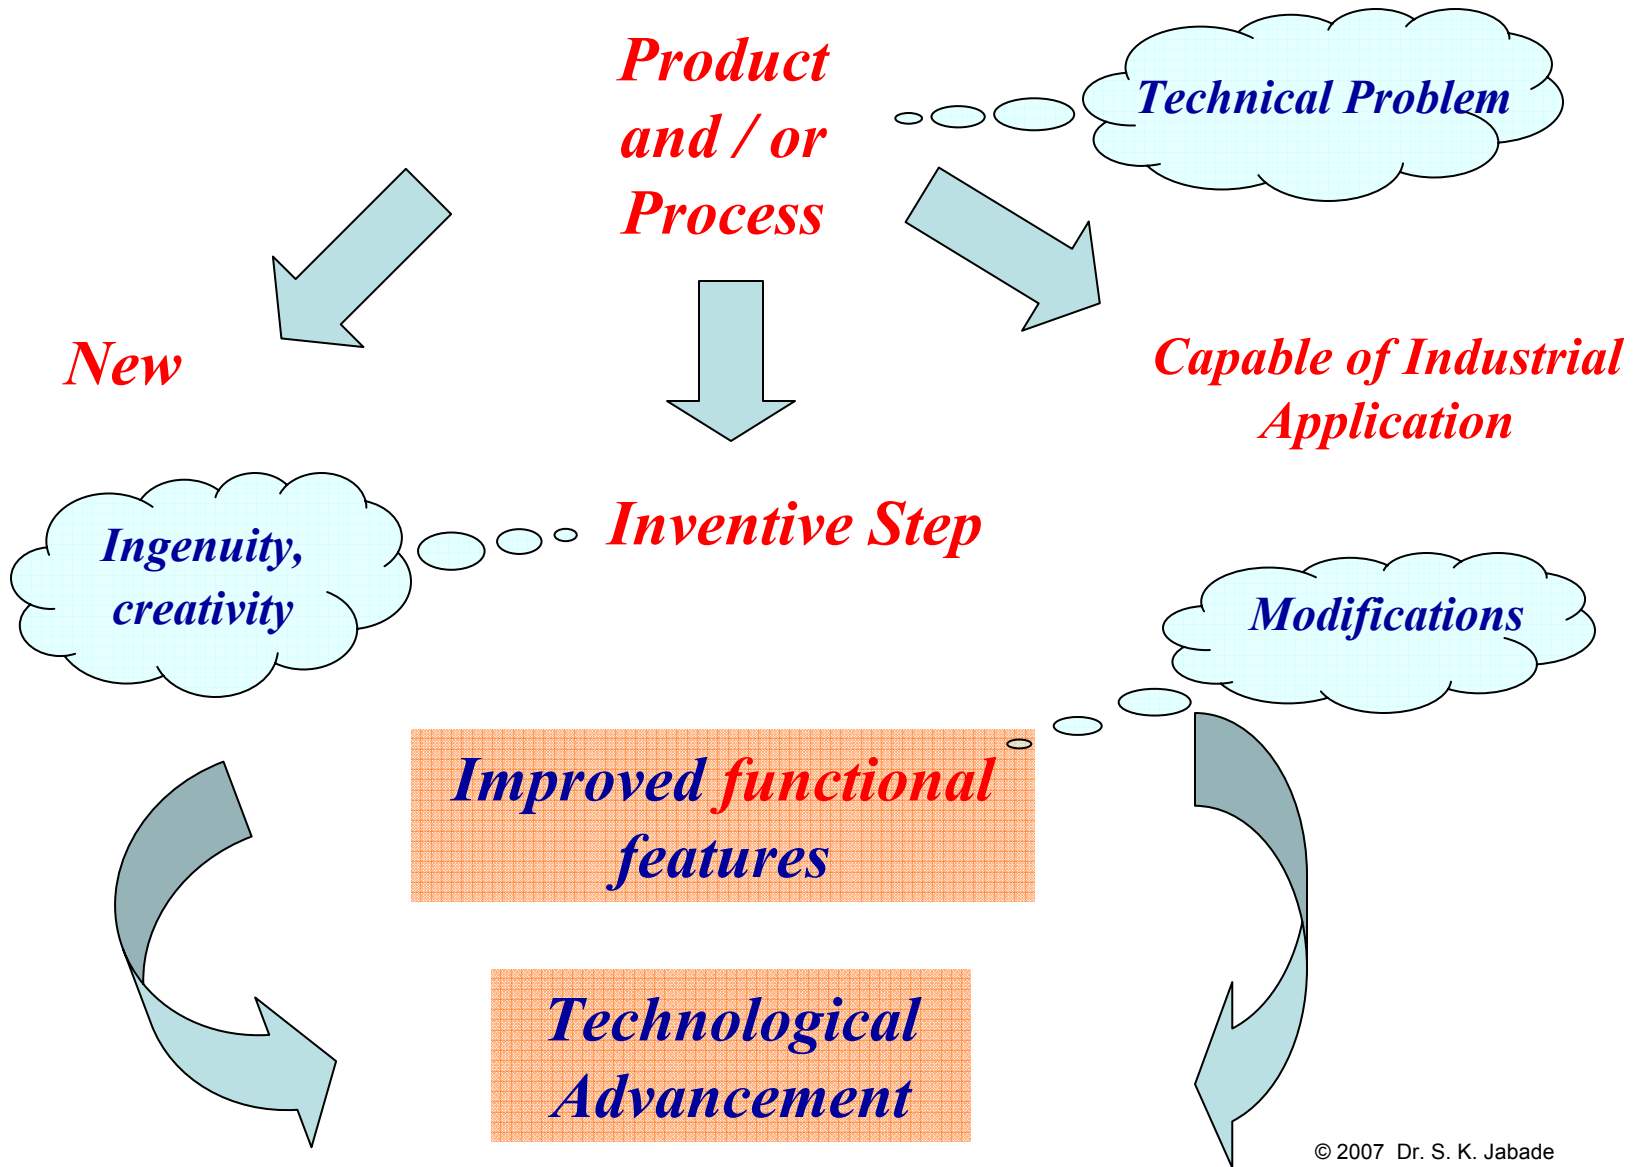 Product
and / or
Process
Technical Problem
New
Capable of Industrial
Application
Inventive Step
Ingenuity,
creativity
Modifications
Improved functional
features
Technological
Advancement
© 2007 Dr. S. K. Jabade